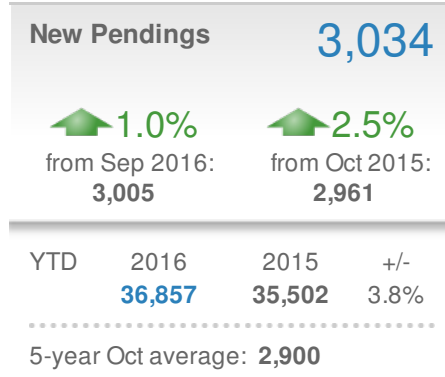 New Pendings 3,034
1.0% 2.5%
from Sep 2016: from Oct 2015:
3,005 2,961
YTD 2016 2015 +/-
36,857 35,502 3.8%
5-year Oct average: 2,900